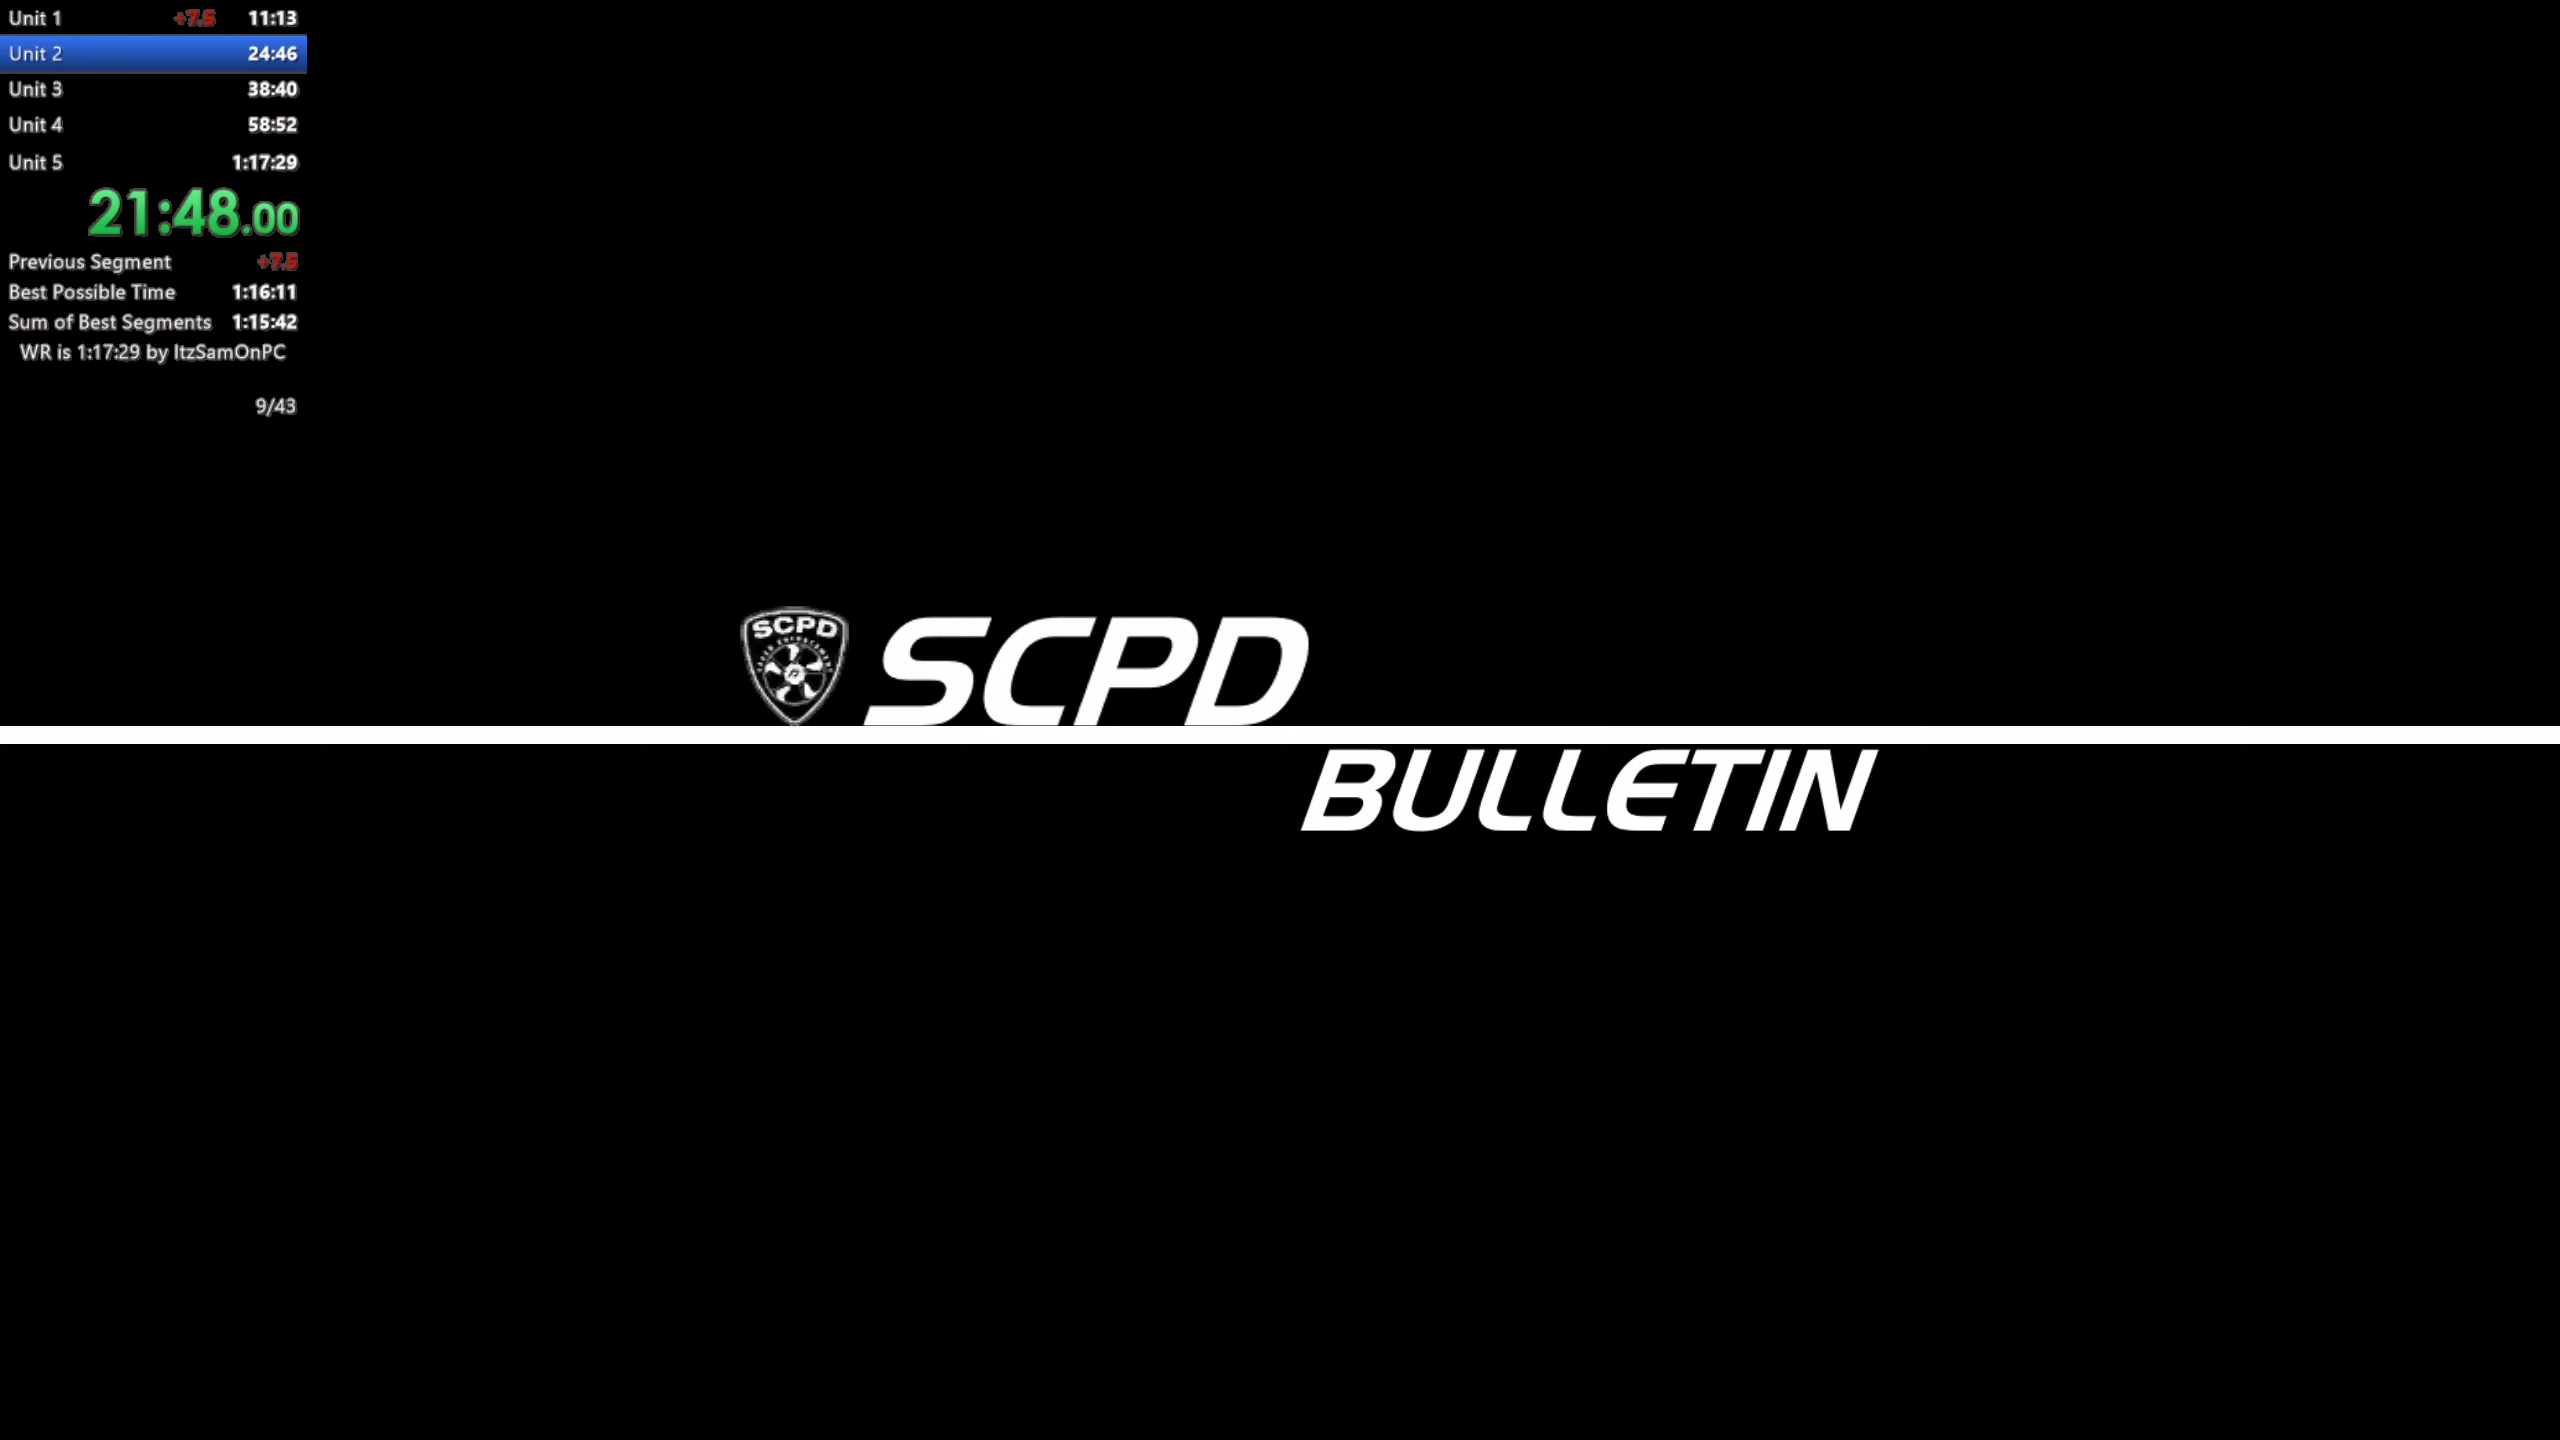 Unit 1 +7.5 11:13
Unit 2 24:46
Unit 3 38:40
Unit 4 58:52
Unit 5 1:17:29
21:48.00
Previous Segment +7.5
Best Possible Time 1:16:11
Sum of Best Segments 1:15:42
WR is 1:17:29 by ItzSamOnPC
9/43
SCPD
SCPD
BULLETIN